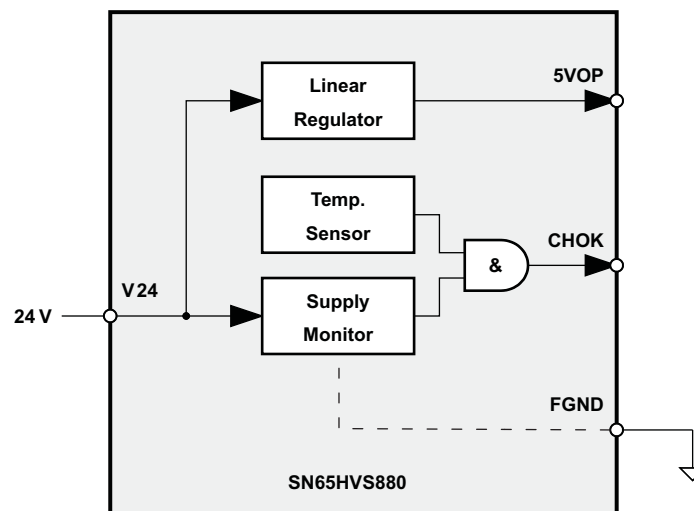 5VOP
Linear
Regulator
Temp.
Sensor
CHOK
&
V24
24 V
Supply
Monitor
FGND
SN65HVS880